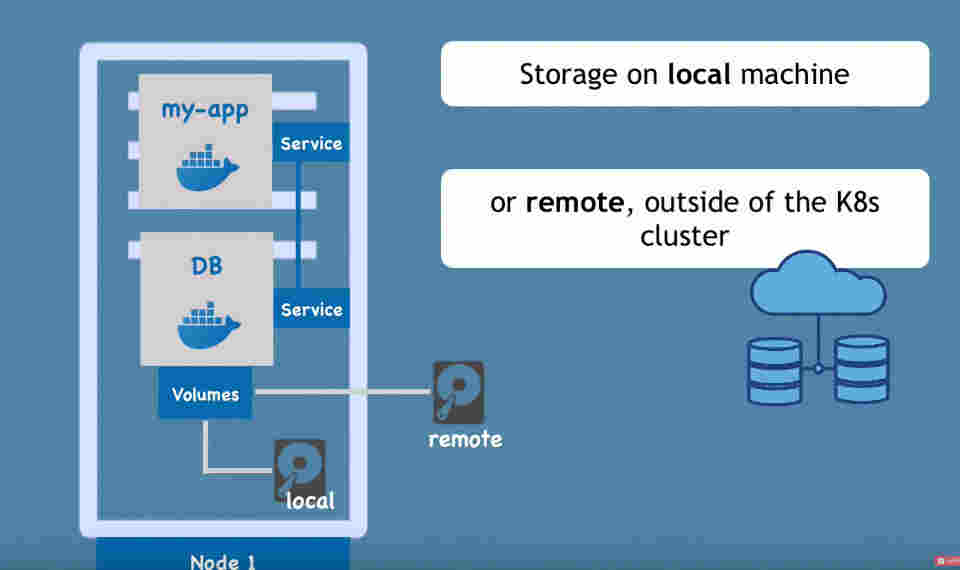 my-app
Service
DB
Service
Volumes
remote
local
Node 1
Storage on local machine
or remote, outside of the K8s
cluster